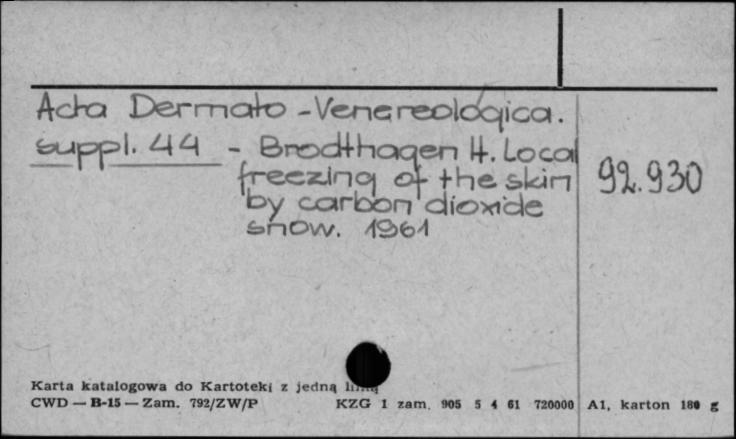 Acta Dermato-Venereologica.
suppl. 44 - Brodthagen H. Local
freezing of the skin
by carbon dioxide
snow. 1961
92.930
Karta katalogowa do Kartoteki z jedną linią
CWD — B-15 — Zam. 792/ZW/P KZG 1 zam. 905 5 4 61 720000 A1, karton 180 g